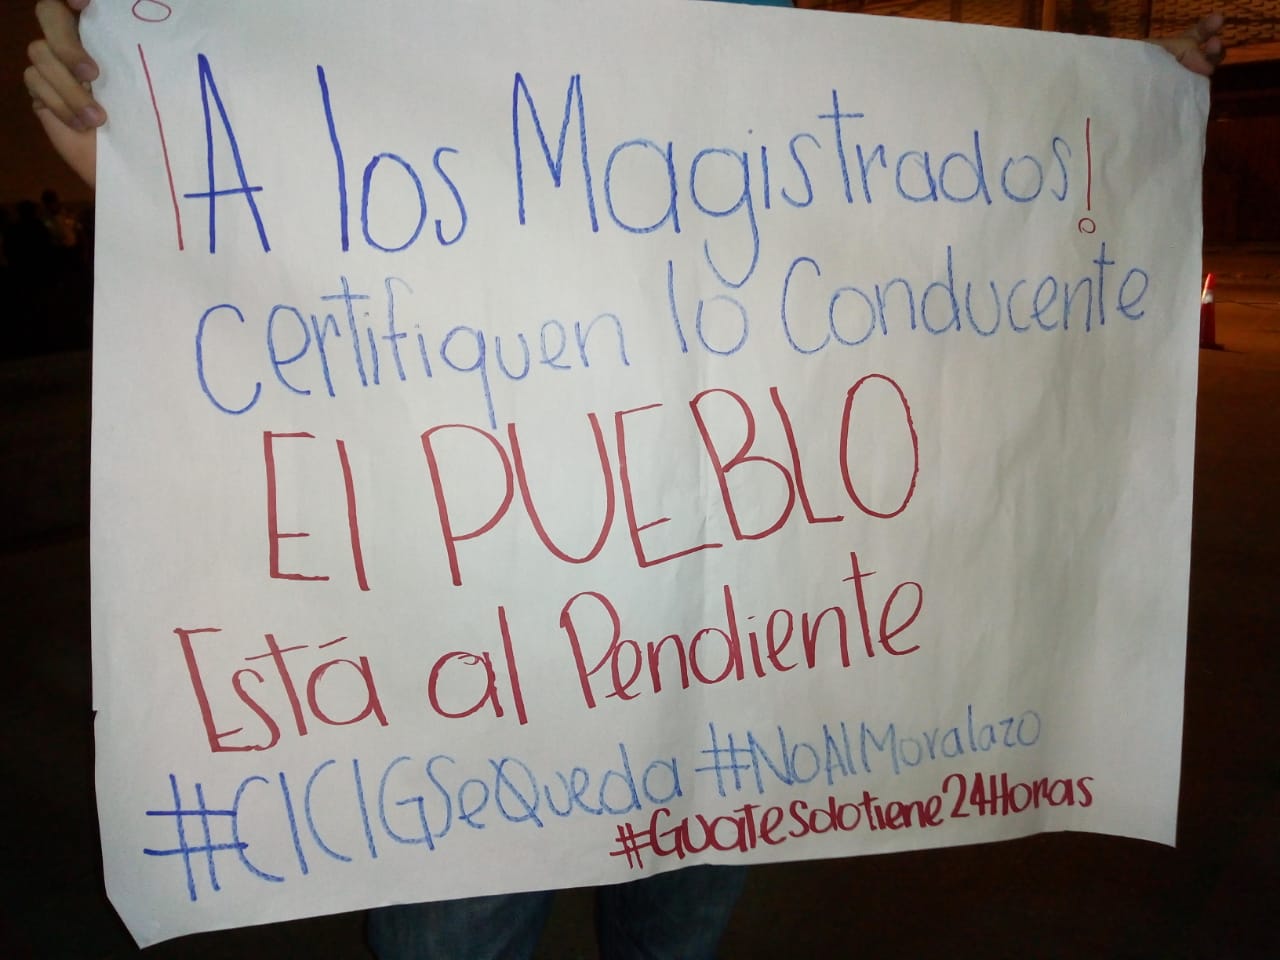 ¡A los Magistrados!
Certifiquen lo Conducente
El PUEBLO
Está al Pendiente
#CICIGSeQueda #NoAlMoralazo
#GuateSolotiene24Horas